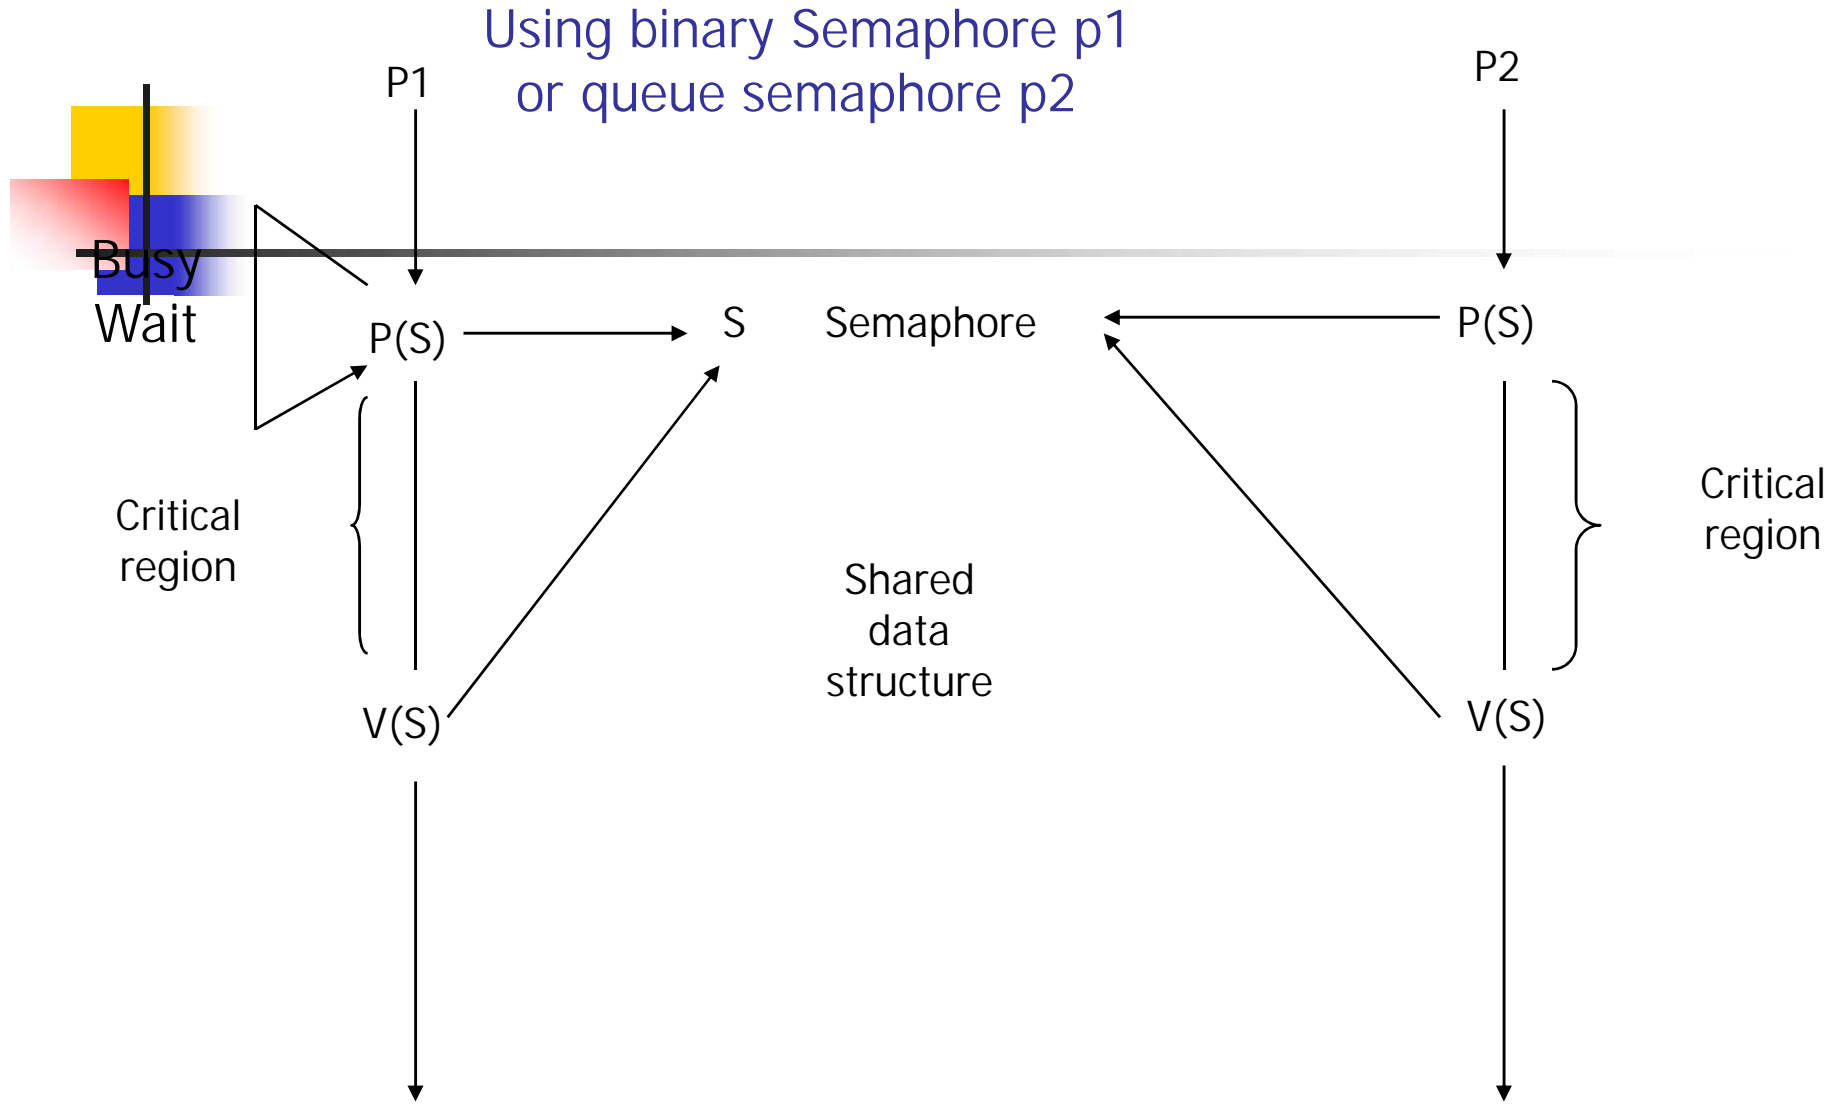 Using binary Semaphore p1
or queue semaphore p2
P1
P2
Busy
Wait
P(S)
S Semaphore
P(S)
Critical
region
Critical
region
Shared
data
structure
V(S)
V(S)